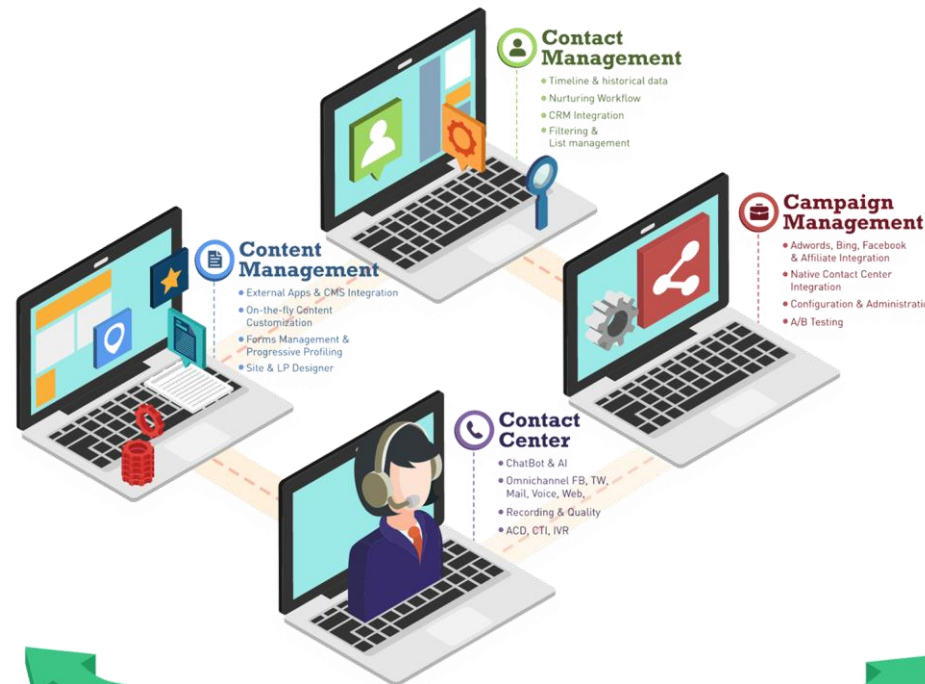 Contact
Management
Timeline & historical data
Nurturing Workflow
CRM Integration
Filtering &
List management
Campaign
Management
Adwords, Bing, Facebook
& Affiliate Integration
Native Contact Center
Integration
Configuration & Administratio
A/B Testing
Content
Management
External Apps & CMS Integration
On-the-fly Content
Customization
Forms Management &
Progressive Profiling
Site & LP Designer
Contact
Center
ChatBot & AI
Omnichannel FB, TW,
Mail, Voice, Web,
Recording & Quality
ACD, CTI, IVR